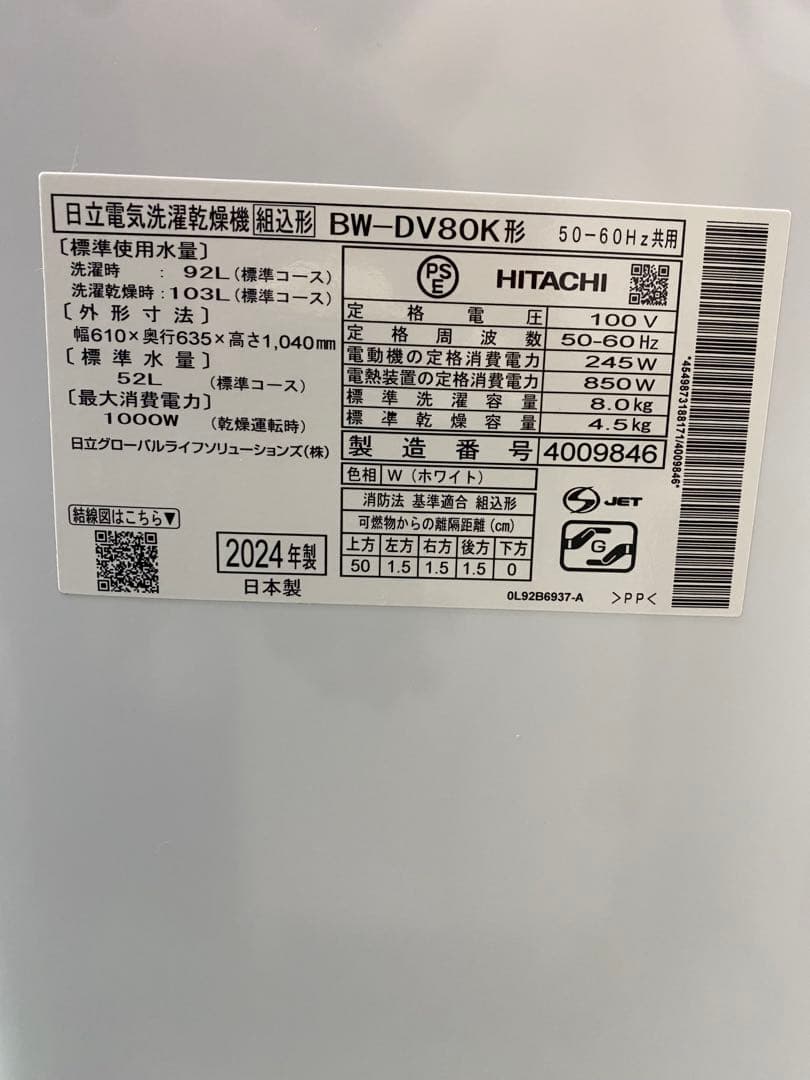 日立電気洗濯乾燥機 組込形 BW-DV80K形 50-60Hz共用
〔標準使用水量〕
洗濯時 : 92L(標準コース)
洗濯乾燥時:103L(標準コース)
〔外形寸法〕
幅610×奥行635×高さ1,040mm
〔標準水量〕
52L (標準コース)
〔最大消費電力〕
1000W (乾燥運転時)
日立グローバルライフソリューションズ(株)
結線図はこちら▼
2024年製
日本製
PS E HITACHI
定格電圧 100V
定格周波数 50-60Hz
電動機の定格消費電力 245W
電熱装置の定格消費電力 850W
標準洗濯容量 8.0kg
標準乾燥容量 4.5kg
製造番号 4009846
色相 W(ホワイト)
消防法 基準適合 組込形
可燃物からの離隔距離(cm)
上方 左方 右方 後方 下方
50 1.5 1.5 1.5 0
S JET
G
0L92B6937-A >PP<
*4549873188171/4009846*